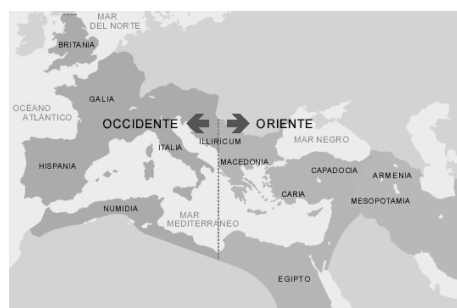 MAR
DEL NORTE
BRITANIA
GALIA
OCÉANO
ATLÁNTICO
OCCIDENTE
ORIENTE
ILLIRICUM
MAR NEGRO
ITALIA
MACEDONIA
HISPANIA
CAPADOCIA
ARMENIA
CARIA
MESOPOTAMIA
NUMIDIA
MAR
MEDITERRÁNEO
EGIPTO